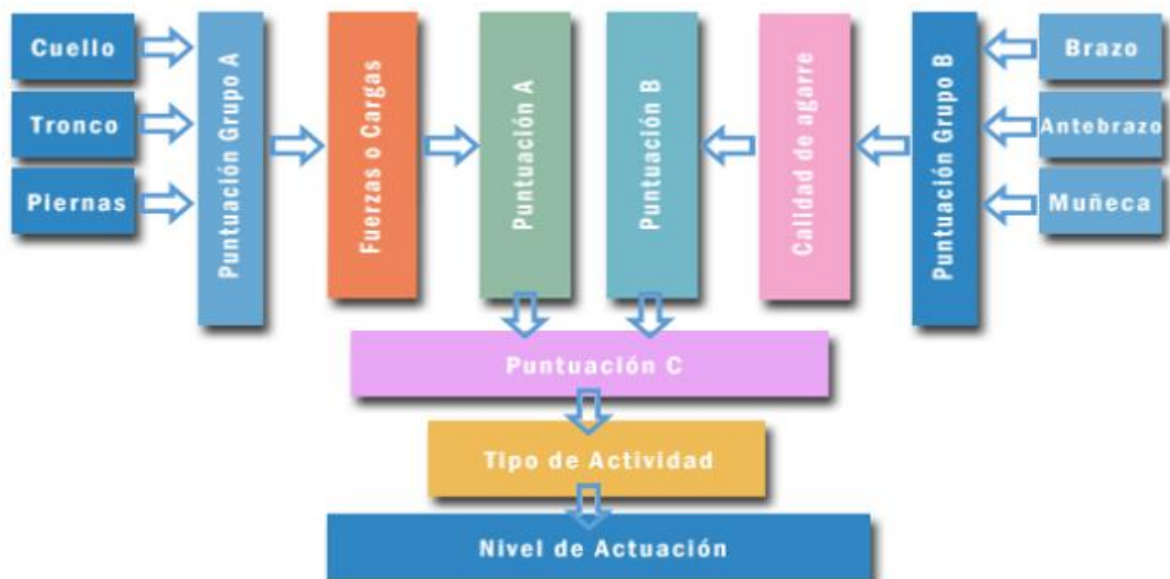 Cuello
Tronco
Piernas
Puntuación Grupo A
Fuerzas o Cargas
Puntuación A
Puntuación B
Calidad de agarre
Puntuación Grupo B
Brazo
Antebrazo
Muñeca
Puntuación C
Tipo de Actividad
Nivel de Actuación